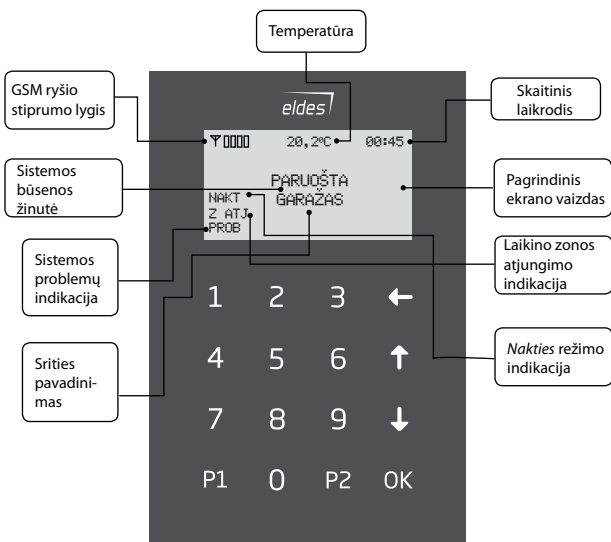 Temperatūra
GSM ryšio
stiprumo lygis
Skaitinis
laikrodis
eldes
20,2ºC 00:45
Sistemos
būsenos
žinutė
PARUOŠTA
NAKT GARAŽAS
Z ATJ
PROB
Pagrindinis
ekrano vaizdas
Sistemos
problemų
indikacija
Laikino zonos
atjungimo
indikacija
1 2 3 ←
Srities
pavadini-
mas
4 5 6 ↑
Nakties režimo
indikacija
7 8 9 ↓
P1 0 P2 OK